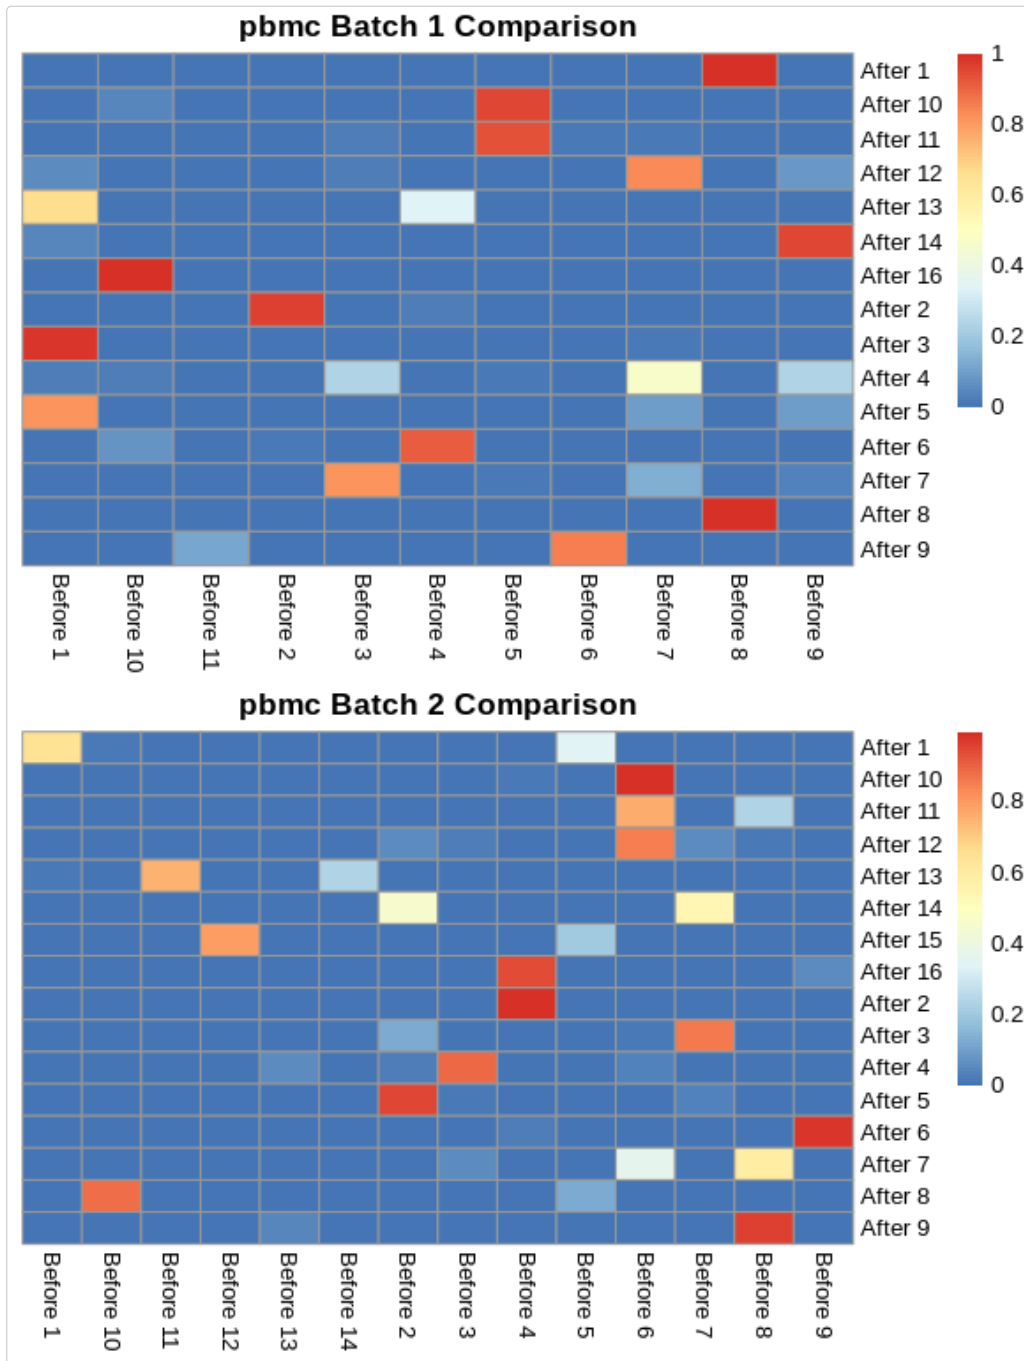 pbmc Batch 1 Comparison
After 1
After 10
After 11
After 12
After 13
After 14
After 16
After 2
After 3
After 4
After 5
After 6
After 7
After 8
After 9
1
0.8
0.6
0.4
0.2
0
Before 1
Before 10
Before 11
Before 2
Before 3
Before 4
Before 5
Before 6
Before 7
Before 8
Before 9
pbmc Batch 2 Comparison
After 1
After 10
After 11
After 12
After 13
After 14
After 15
After 16
After 2
After 3
After 4
After 5
After 6
After 7
After 8
After 9
0.8
0.6
0.4
0.2
0
Before 1
Before 10
Before 11
Before 12
Before 13
Before 14
Before 2
Before 3
Before 4
Before 5
Before 6
Before 7
Before 8
Before 9